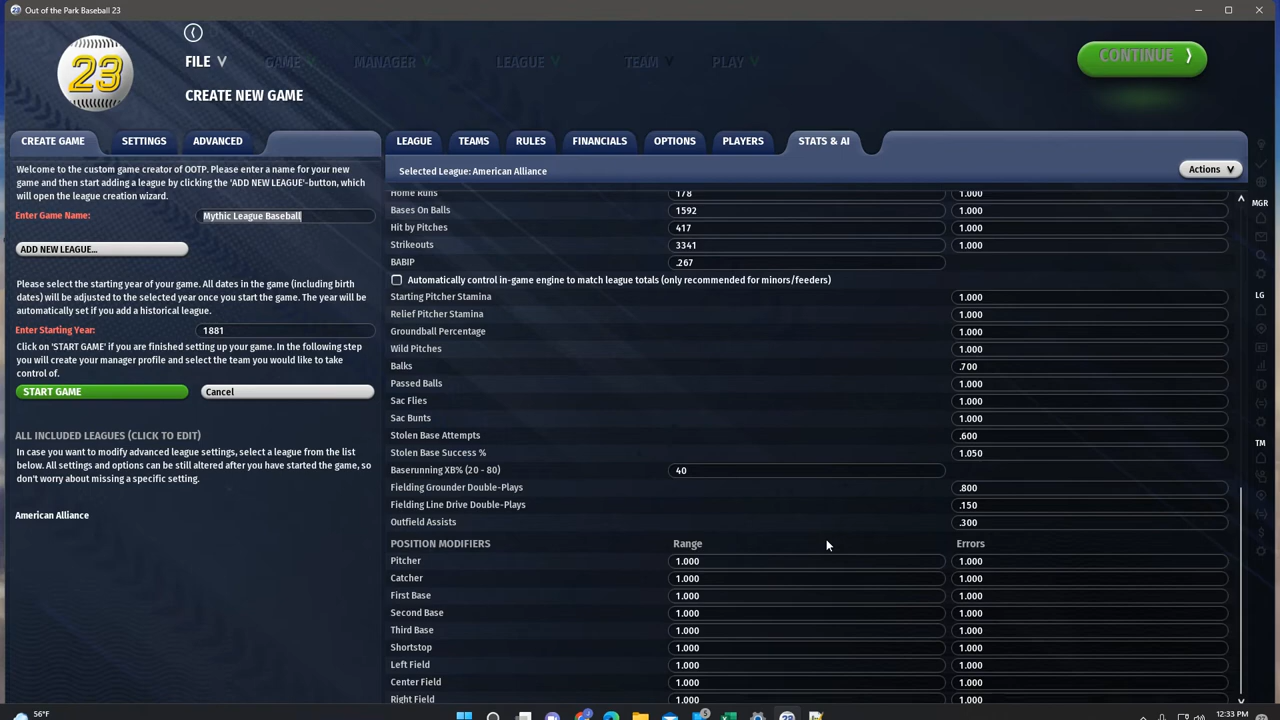 Out of the Park Baseball 23
23
FILE GAME MANAGER LEAGUE TEAM PLAY
CONTINUE
CREATE NEW GAME
CREATE GAME SETTINGS ADVANCED
LEAGUE TEAMS RULES FINANCIALS OPTIONS PLAYERS STATS & AI
Welcome to the custom game creator of OOTP. Please enter a name for your new
game and then start adding a league by clicking the 'ADD NEW LEAGUE'-button, which
will open the league creation wizard.
Enter Game Name: Mythic League Baseball
ADD NEW LEAGUE...
Please select the starting year of your game. All dates in the game (including birth
dates) will be adjusted to the selected year once you start the game. The year will be
automatically set if you add a historical league.
Enter Starting Year: 1881
Click on 'START GAME' if you are finished setting up your game. In the following step
you will create your manager profile and select the team you would like to take
control of.
START GAME Cancel
ALL INCLUDED LEAGUES (CLICK TO EDIT)
In case you want to modify advanced league settings, select a league from the list
below. All settings and options can be still altered after you have started the game, so
don't worry about missing a specific setting.
American Alliance
Selected League: American Alliance
Actions
Home Runs 178 1.000
Bases On Balls 1592 1.000
Hit by Pitches 417 1.000
Strikeouts 3341 1.000
BABIP .267
Automatically control in-game engine to match league totals (only recommended for minors/feeders)
Starting Pitcher Stamina 1.000
Relief Pitcher Stamina 1.000
Groundball Percentage 1.000
Wild Pitches 1.000
Balks .700
Passed Balls 1.000
Sac Flies 1.000
Sac Bunts 1.000
Stolen Base Attempts .600
Stolen Base Success % 1.050
Baserunning XB% (20 - 80) 40
Fielding Grounder Double-Plays .800
Fielding Line Drive Double-Plays .150
Outfield Assists .300
POSITION MODIFIERS Range Errors
Pitcher 1.000 1.000
Catcher 1.000 1.000
First Base 1.000 1.000
Second Base 1.000 1.000
Third Base 1.000 1.000
Shortstop 1.000 1.000
Left Field 1.000 1.000
Center Field 1.000 1.000
Right Field 1.000 1.000
MGR
LG
TM
56°F
5
23
12:33 PM